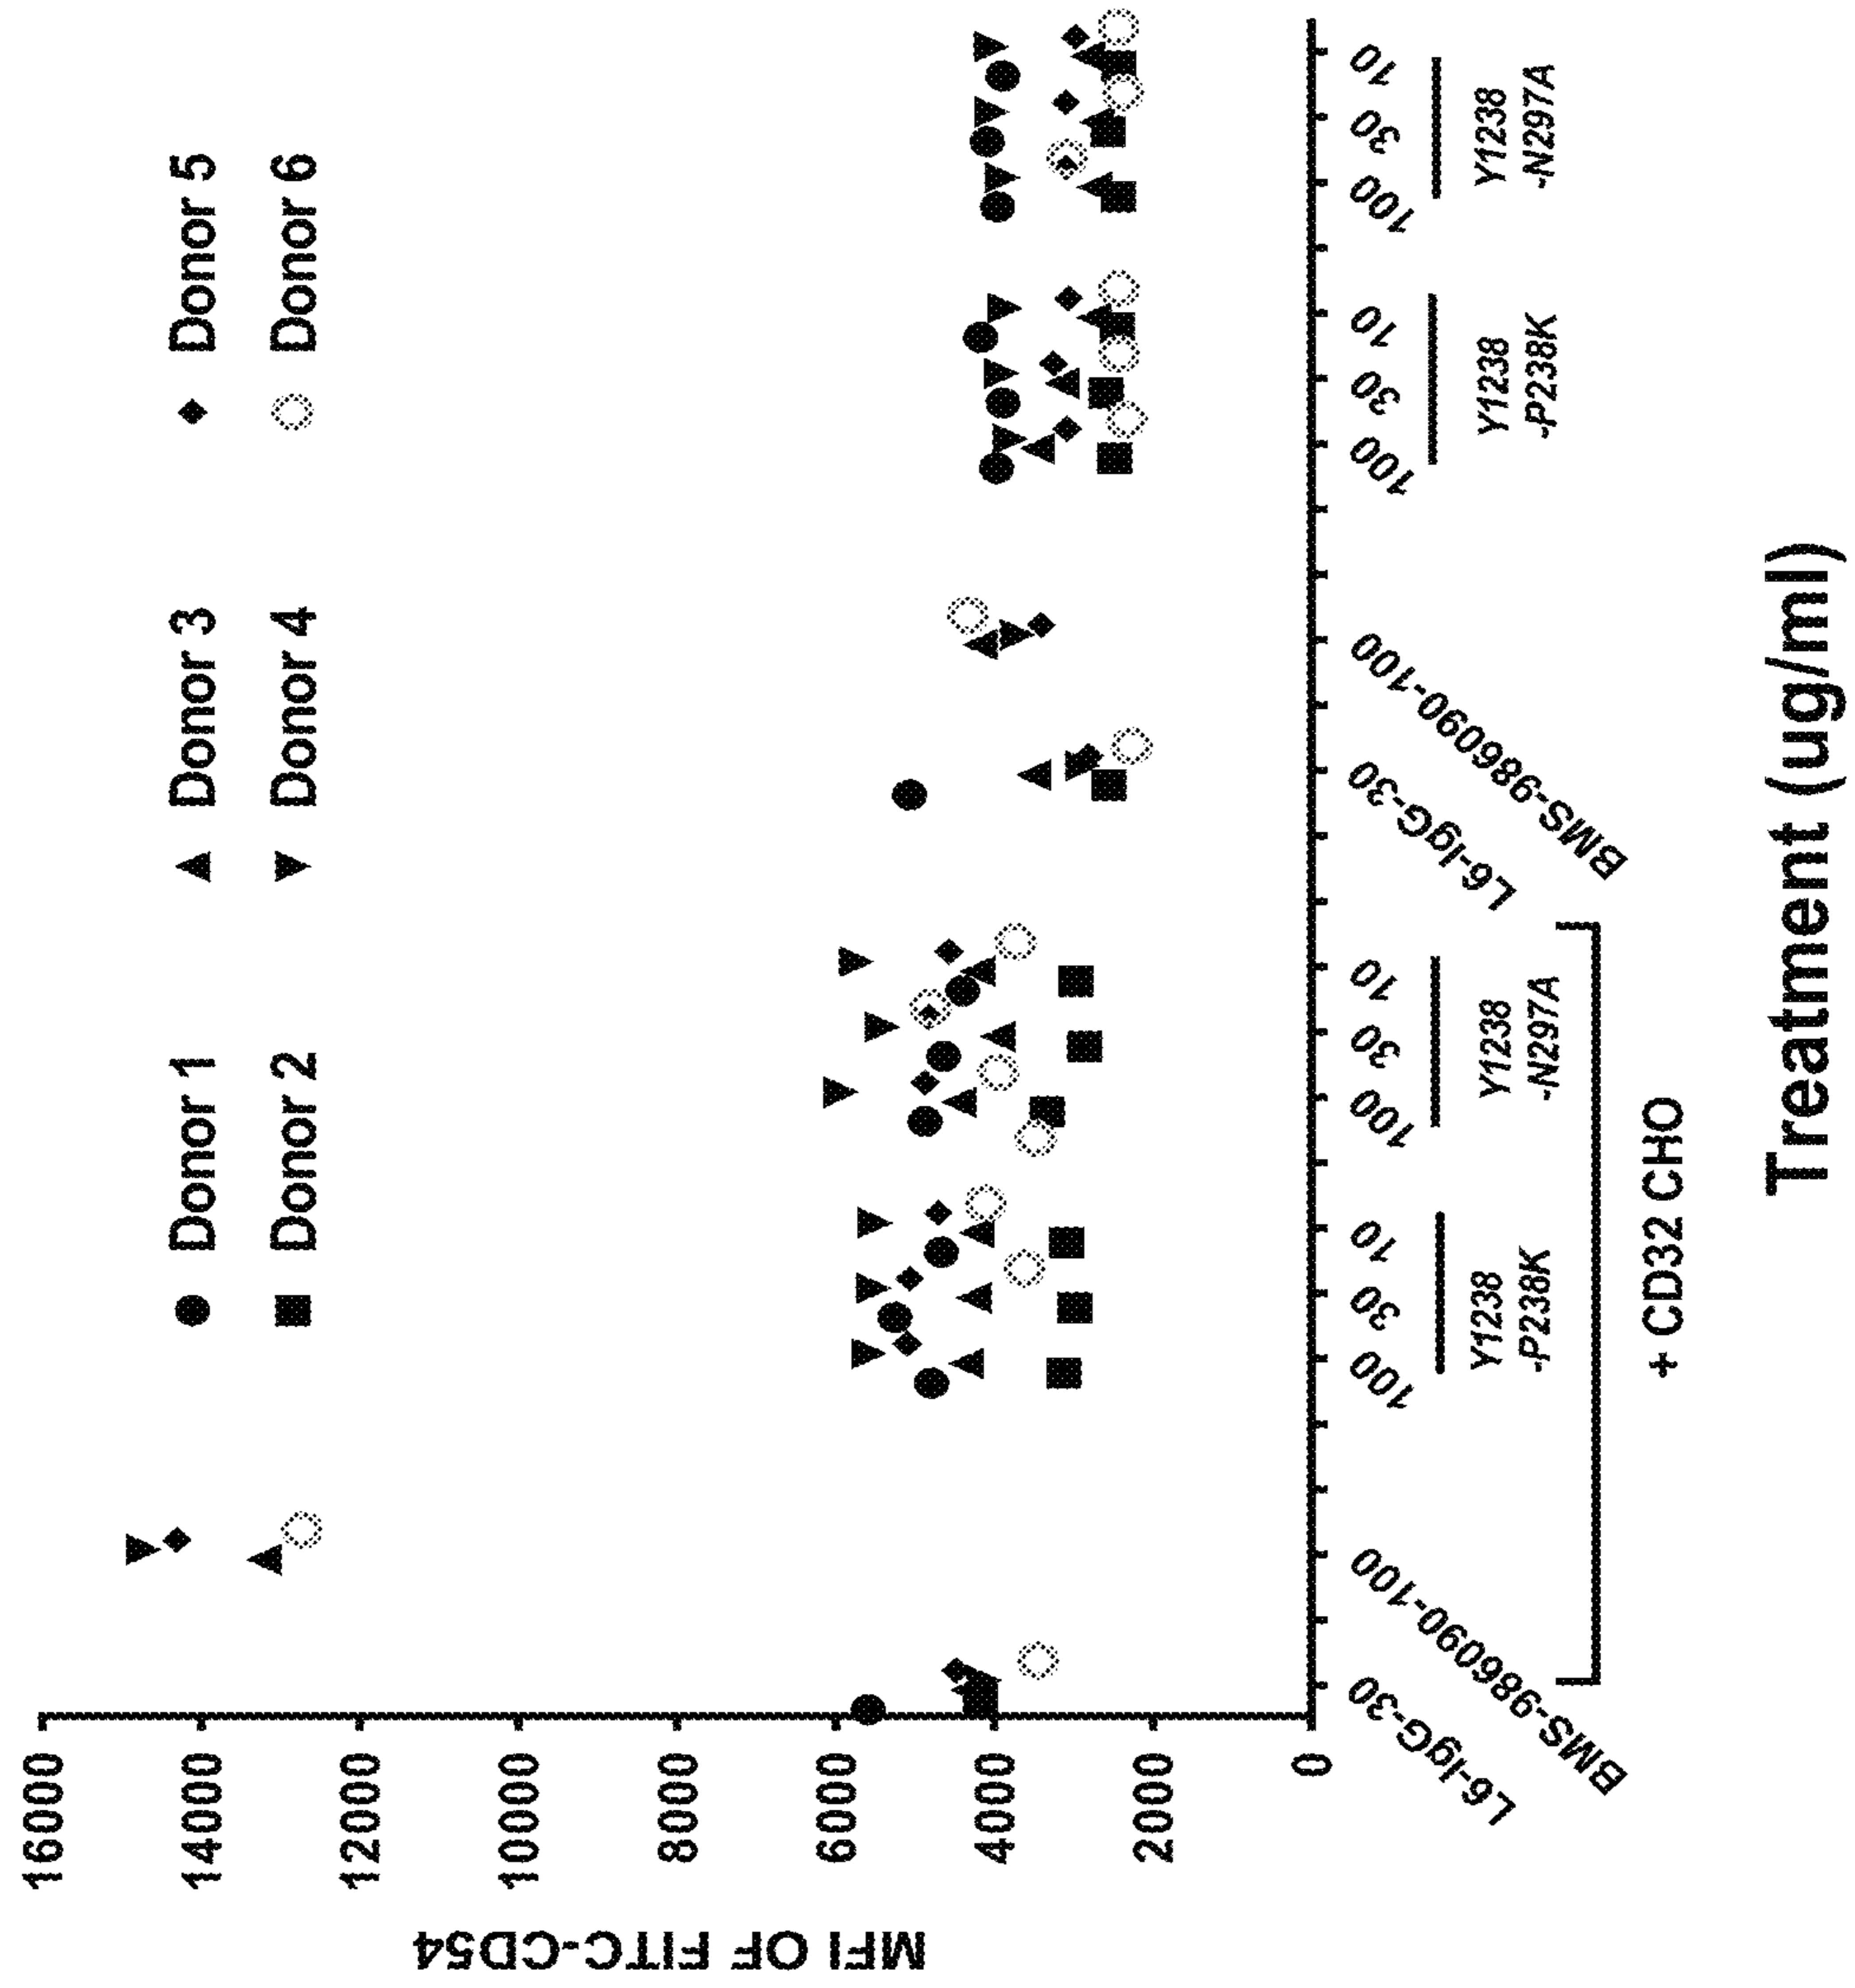 Donor 1
Donor 3
Donor 5
Donor 2
Donor 4
Donor 6
MFI OF FITC-CD54
16000
14000
12000
10000
8000
6000
4000
2000
0
L6-IgG-30
BMS-986090-100
100
30
10
100
30
10
L6-IgG-30
BMS-986090-100
100
30
10
100
30
10
Y1238
-P238K
Y1238
-N297A
Y1238
-P238K
Y1238
-N297A
+ CD32 CHO
Treatment (ug/ml)